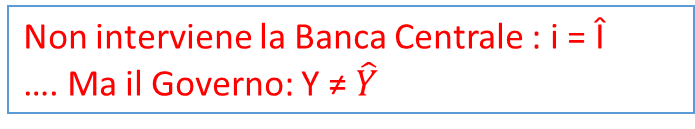 Non interviene la Banca Centrale : i = Î
…. Ma il Governo: Y ≠ Ŷ